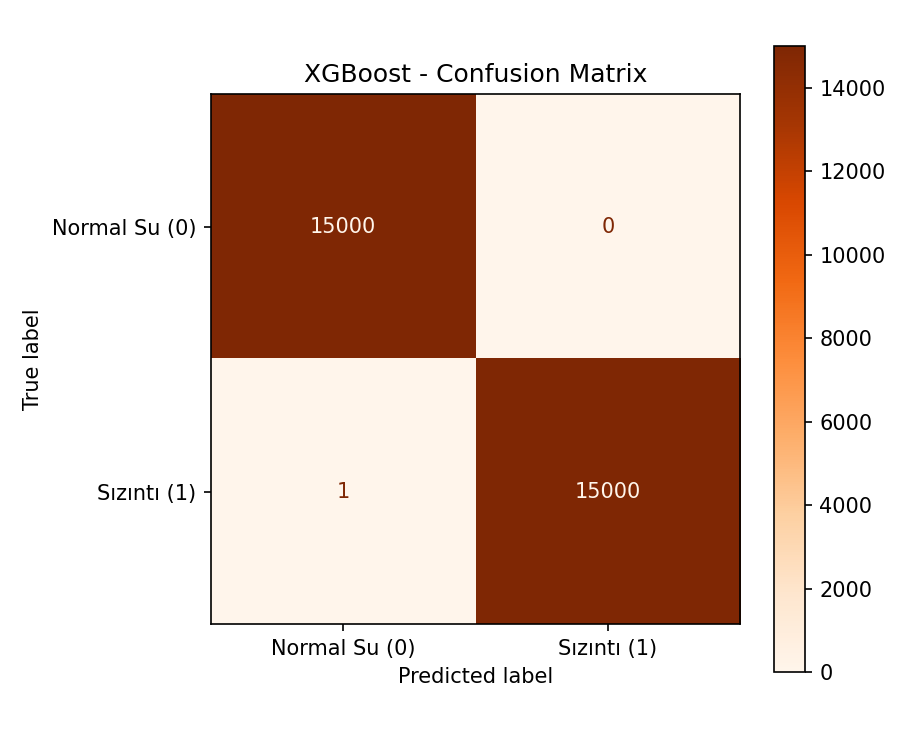 XGBoost - Confusion Matrix
14000
12000
10000
8000
6000
4000
2000
0
True label
Normal Su (0)
15000
0
Sızıntı (1)
1
15000
Normal Su (0)
Sızıntı (1)
Predicted label